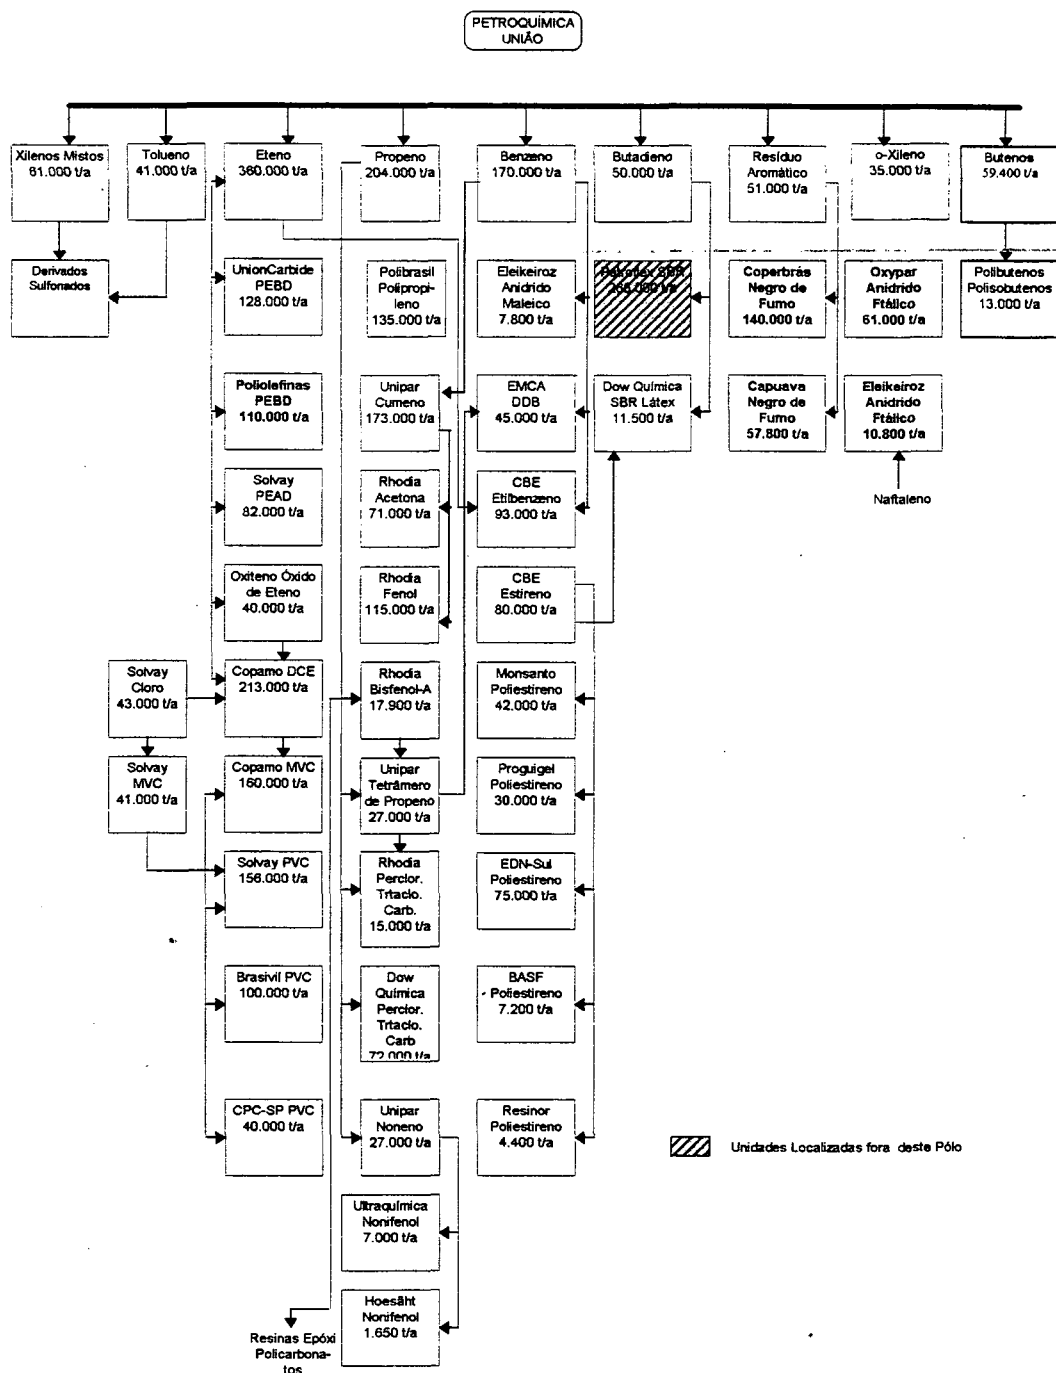 PETROQUÍMICA
UNIÃO
Xilenos Mistos
61.000 t/a
Tolueno
41.000 t/a
Eteno
360.000 t/a
Propeno
204.000 t/a
Benzeno
170.000 t/a
Butadieno
50.000 t/a
Resíduo
Aromático
51.000 t/a
o-Xileno
35.000 t/a
Butenos
59.400 t/a
Derivados
Sulfonados
UnionCarbide
PEBD
128.000 t/a
Polibrasil
Polipropi-
leno
135.000 t/a
Eleikeiroz
Anidrido
Maleico
7.800 t/a
SBR
t/a
Coperbrás
Negro de
Fumo
140.000 t/a
Oxypar
Anidrido
Ftálico
61.000 t/a
Polibutenos
Polisobutenos
13.000 t/a
Poliolefinas
PEBD
110.000 t/a
Unipar
Cumeno
173.000 t/a
EMCA
DDB
45.000 t/a
Dow Química
SBR Látex
11.500 t/a
Capuava
Negro de
Fumo
57.800 t/a
Eleikeiroz
Anidrido
Ftálico
10.800 t/a
Solvay
PEAD
82.000 t/a
Rhodia
Acetona
71.000 t/a
CBE
Etilbenzeno
93.000 t/a
Naftaleno
Oxiteno Óxido
de Eteno
40.000 t/a
Rhodia
Fenol
115.000 t/a
CBE
Estireno
80.000 t/a
Solvay
Cloro
43.000 t/a
Copamo DCE
213.000 t/a
Rhodia
Bisfenol-A
17.900 t/a
Monsanto
Poliestireno
42.000 t/a
Solvay
MVC
41.000 t/a
Copamo MVC
160.000 t/a
Unipar
Tetrâmero
de Propeno
27.000 t/a
Proguigel
Poliestireno
30.000 t/a
Solvay PVC
156.000 t/a
Rhodia
Perclor.
Trtaclo.
Carb.
15.000 t/a
EDN-Sul
Poliestireno
75.000 t/a
Brasivil PVC
100.000 t/a
Dow
Química
Perclor.
Trtaclo.
Carb
72.000 t/a
BASF
Poliestireno
7.200 t/a
CPC-SP PVC
40.000 t/a
Unipar
Noneno
27.000 t/a
Resinor
Poliestireno
4.400 t/a
Unidades Localizadas fora deste Pólo
Ultraquímica
Nonifenol
7.000 t/a
Hoesãht
Nonifenol
1.650 t/a
Resinas Epóxi
Policarbona-
tos